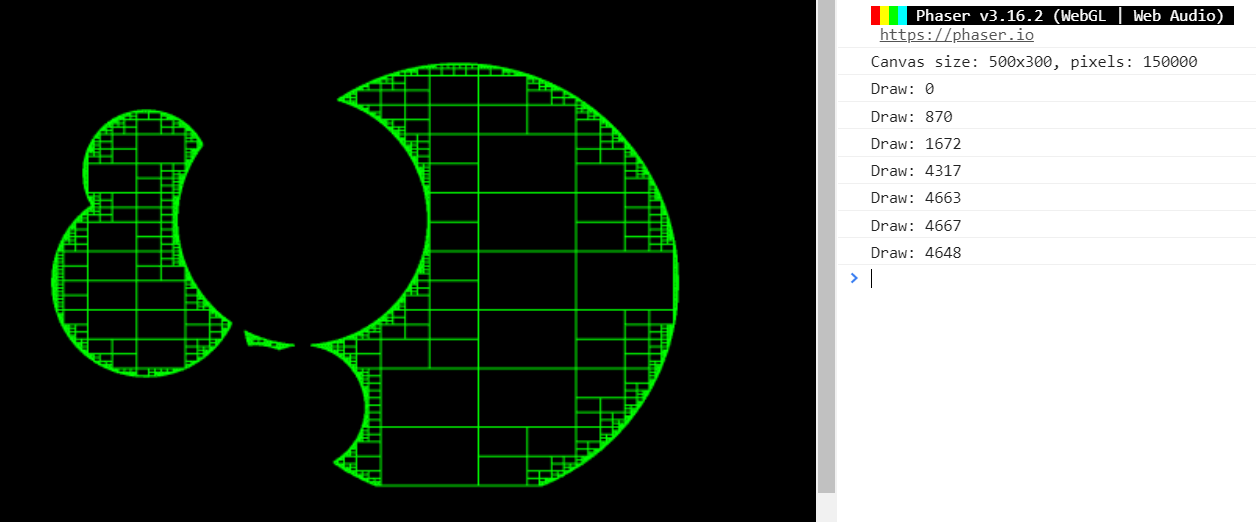 Phaser v3.16.2 (WebGL | Web Audio)
https://phaser.io
Canvas size: 500x300, pixels: 150000
Draw: 0
Draw: 870
Draw: 1672
Draw: 4317
Draw: 4663
Draw: 4667
Draw: 4648
>